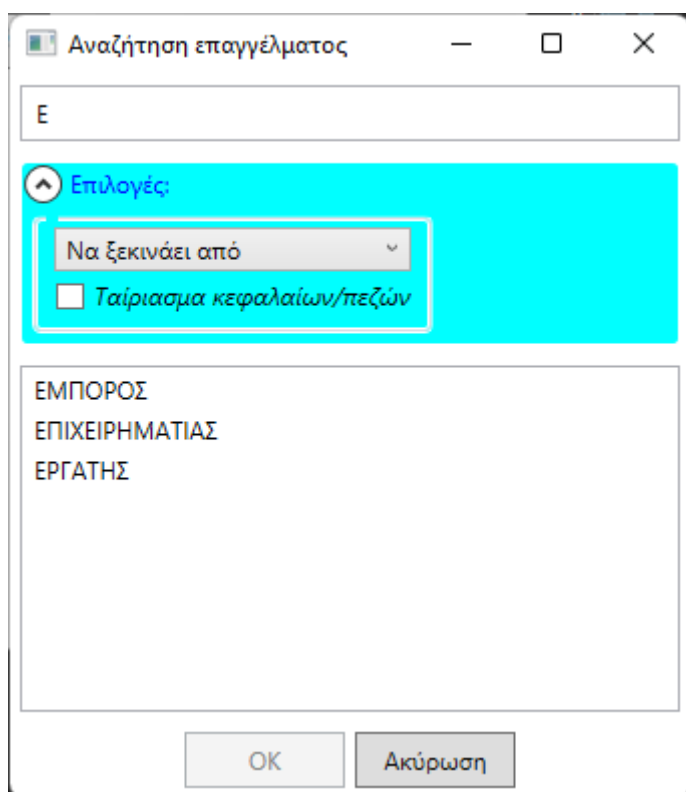 Αναζήτηση επαγγέλματος
Ε
Επιλογές:
Να ξεκινάει από
Ταίριασμα κεφαλαίων/πεζών
ΕΜΠΟΡΟΣ
ΕΠΙΧΕΙΡΗΜΑΤΙΑΣ
ΕΡΓΑΤΗΣ
OK
Ακύρωση